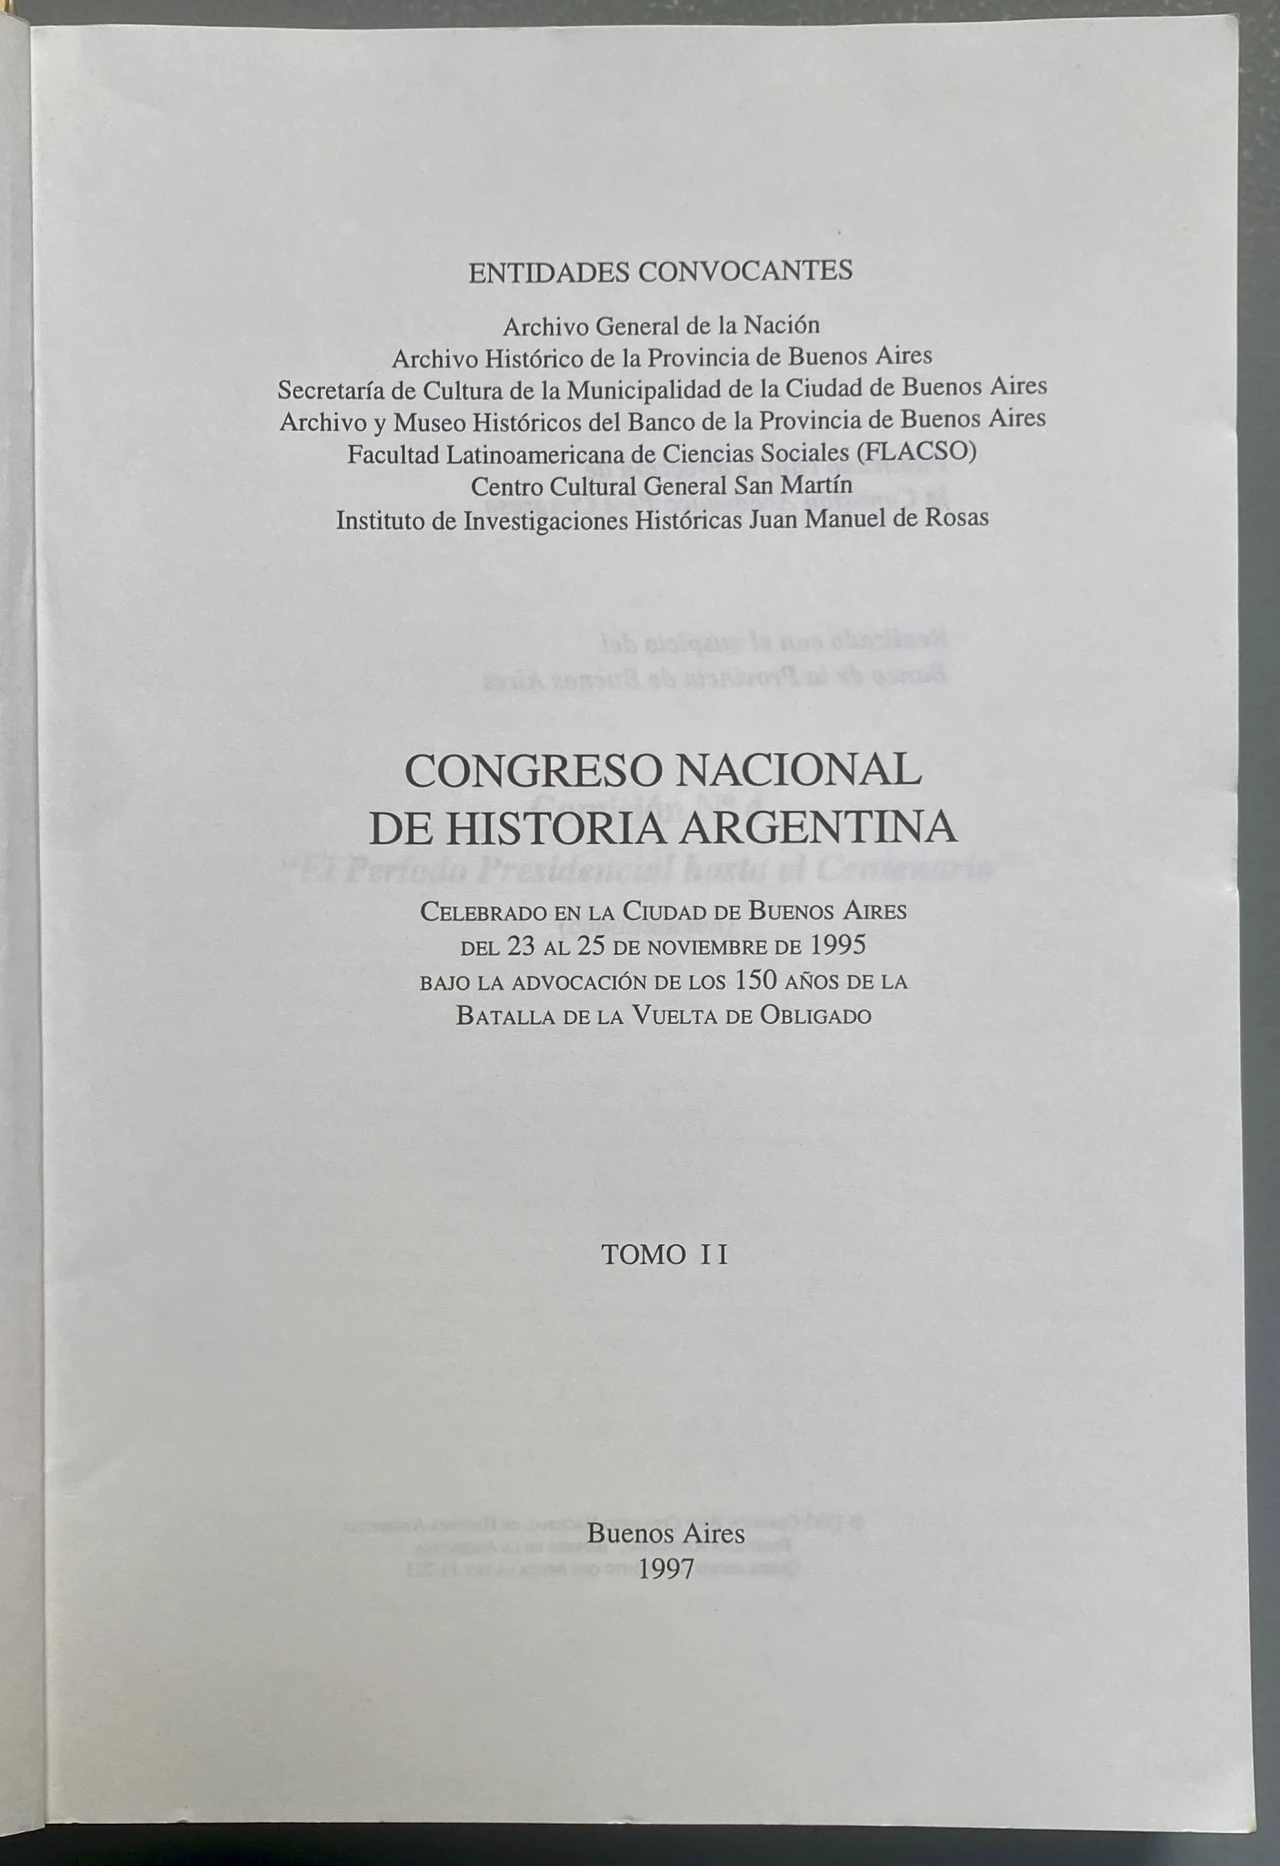 ENTIDADES CONVOCANTES
Archivo General de la Nación
Archivo Histórico de la Provincia de Buenos Aires
Secretaría de Cultura de la Municipalidad de la Ciudad de Buenos Aires
Archivo y Museo Históricos del Banco de la Provincia de Buenos Aires
Facultad Latinoamericana de Ciencias Sociales (FLACSO)
Centro Cultural General San Martín
Instituto de Investigaciones Históricas Juan Manuel de Rosas
CONGRESO NACIONAL
DE HISTORIA ARGENTINA
CELEBRADO EN LA CIUDAD DE BUENOS AIRES
DEL 23 AL 25 DE NOVIEMBRE DE 1995
BAJO LA ADVOCACIÓN DE LOS 150 AÑOS DE LA
BATALLA DE LA VUELTA DE OBLIGADO
TOMO II
Buenos Aires
1997